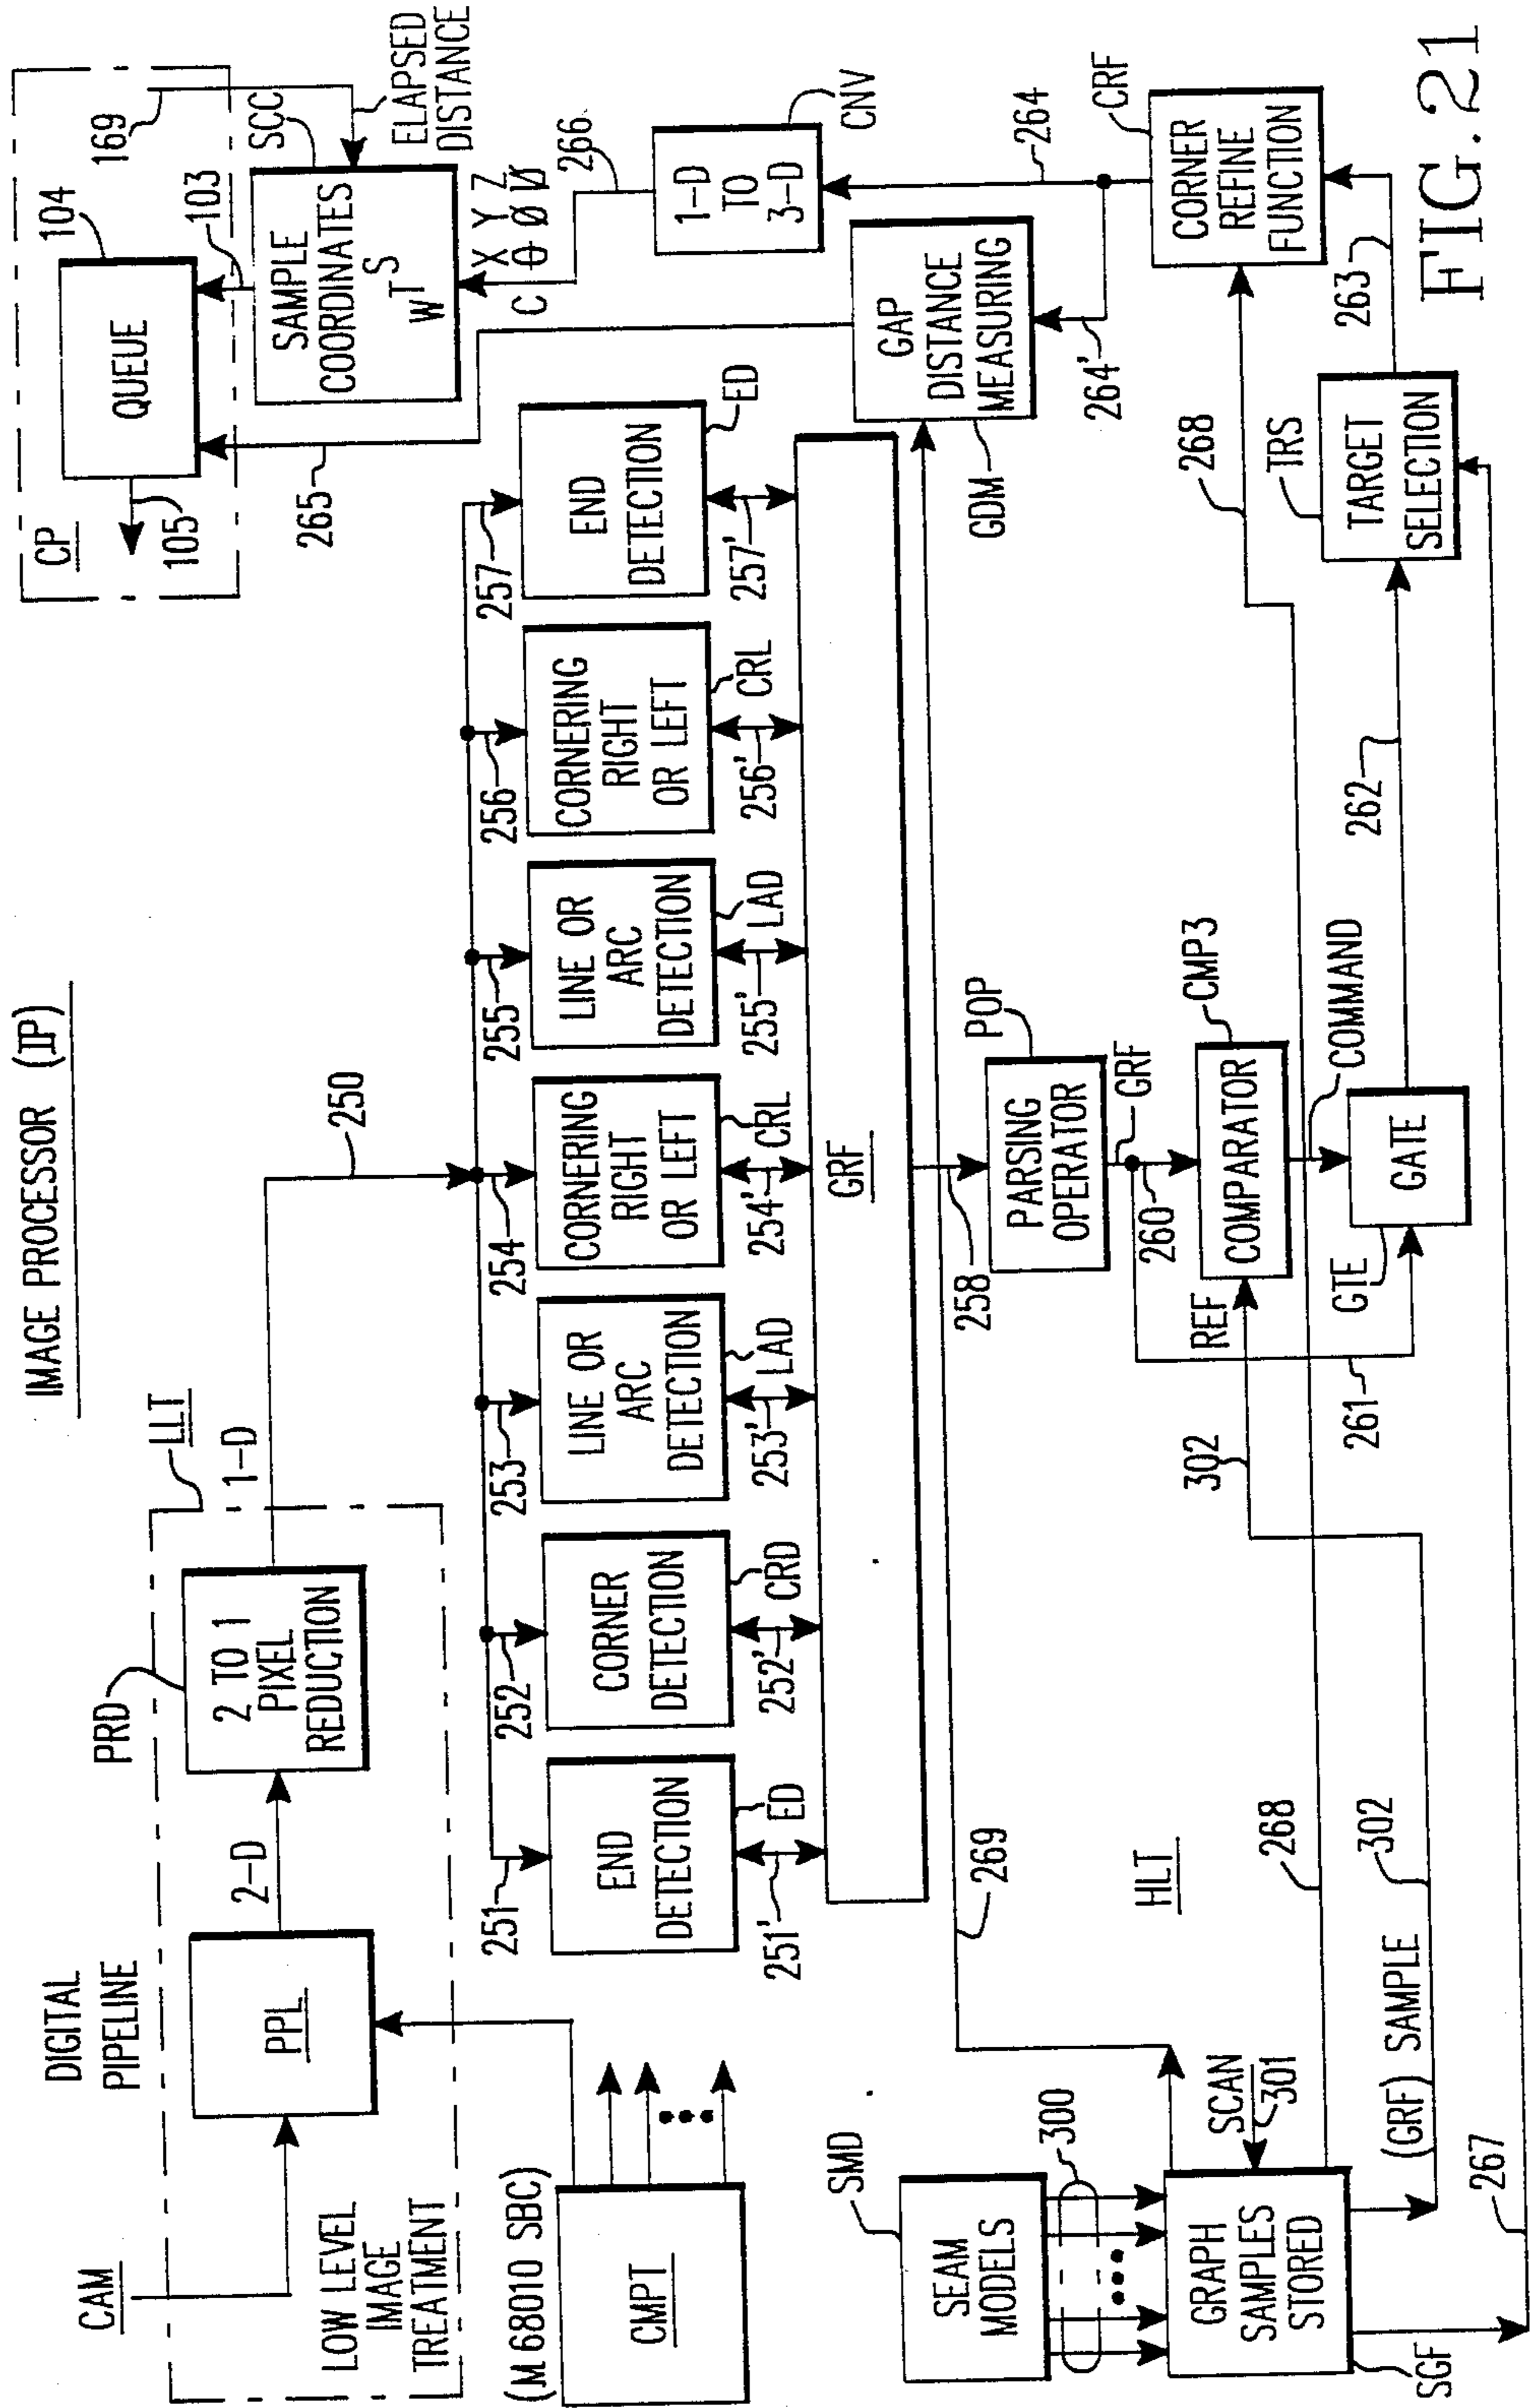 IMAGE PROCESSOR (IP)
CAM
LOW LEVEL
IMAGE
TREATMENT
DIGITAL
PIPELINE
PPL
2-D
PRD
2 TO 1
PIXEL
REDUCTION
LLT
1-D
250
(M 68010 SBC)
CMPT
251
252
253
254
255
256
257
END
DETECTION
ED
CORNER
DETECTION
CRD
LINE OR
ARC
DETECTION
LAD
CORNERING
RIGHT
OR LEFT
CRL
LINE OR
ARC
DETECTION
LAD
CORNERING
RIGHT
OR LEFT
CRL
END
DETECTION
ED
251'
252'
253'
254'
255'
256'
257'
GRF
CP
QUEUE
104
105
169
103
SCC
SAMPLE
COORDINATES
WTS
ELAPSED
DISTANCE
265
C
X Y Z
θ Ø Ψ
266
1-D
TO
3-D
CNV
GAP
DISTANCE
MEASURING
GDM
264'
264
CRF
CORNER
REFINE
FUNCTION
263
268
TRS
TARGET
SELECTION
262
269
258
POP
PARSING
OPERATOR
GRF
260
261
REF
CMP3
COMPARATOR
COMMAND
GTE
GATE
302
HLT
SMD
SEAM
MODELS
300
SCAN
301
GRAPH
SAMPLES
STORED
SGF
268
(GRF) SAMPLE
302
267
FIG. 21